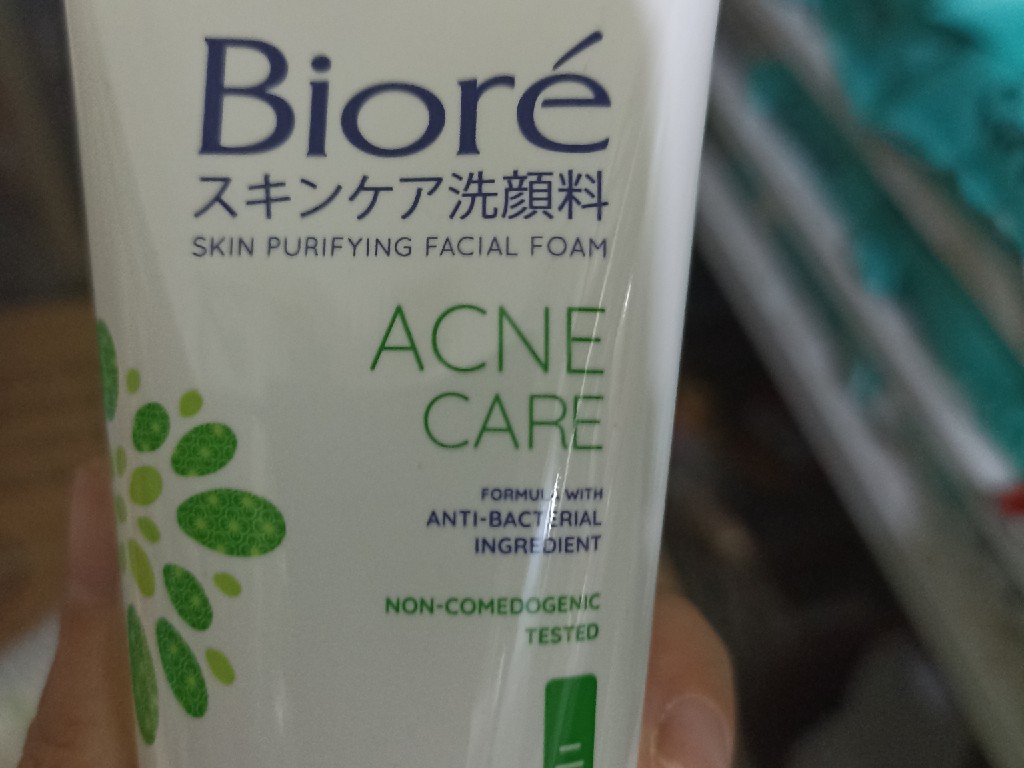 Bioré
スキンケア洗顔料
SKIN PURIFYING FACIAL FOAM
ACNE
CARE
FORMULA WITH
ANTI-BACTERIAL
INGREDIENT
NON-COMEDOGENIC
TESTED